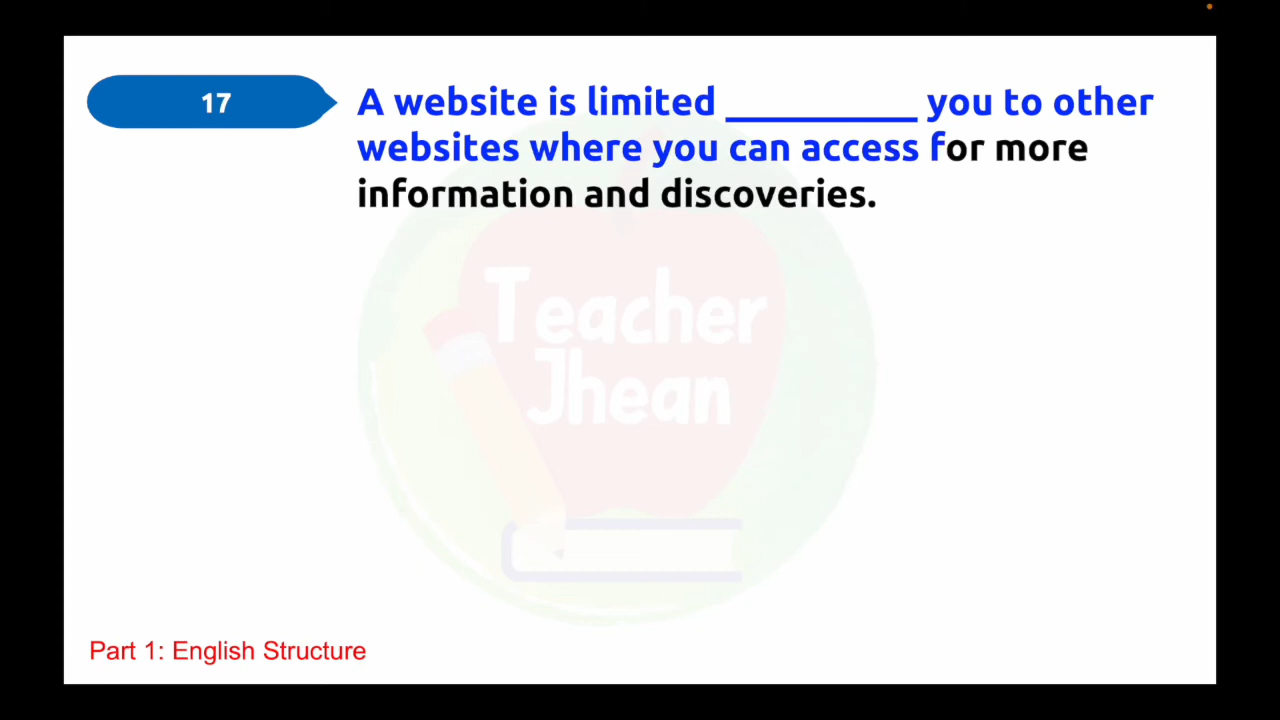 17
A website is limited __________ you to other
websites where you can access for more
information and discoveries.
Teacher
Jhean
Part 1: English Structure